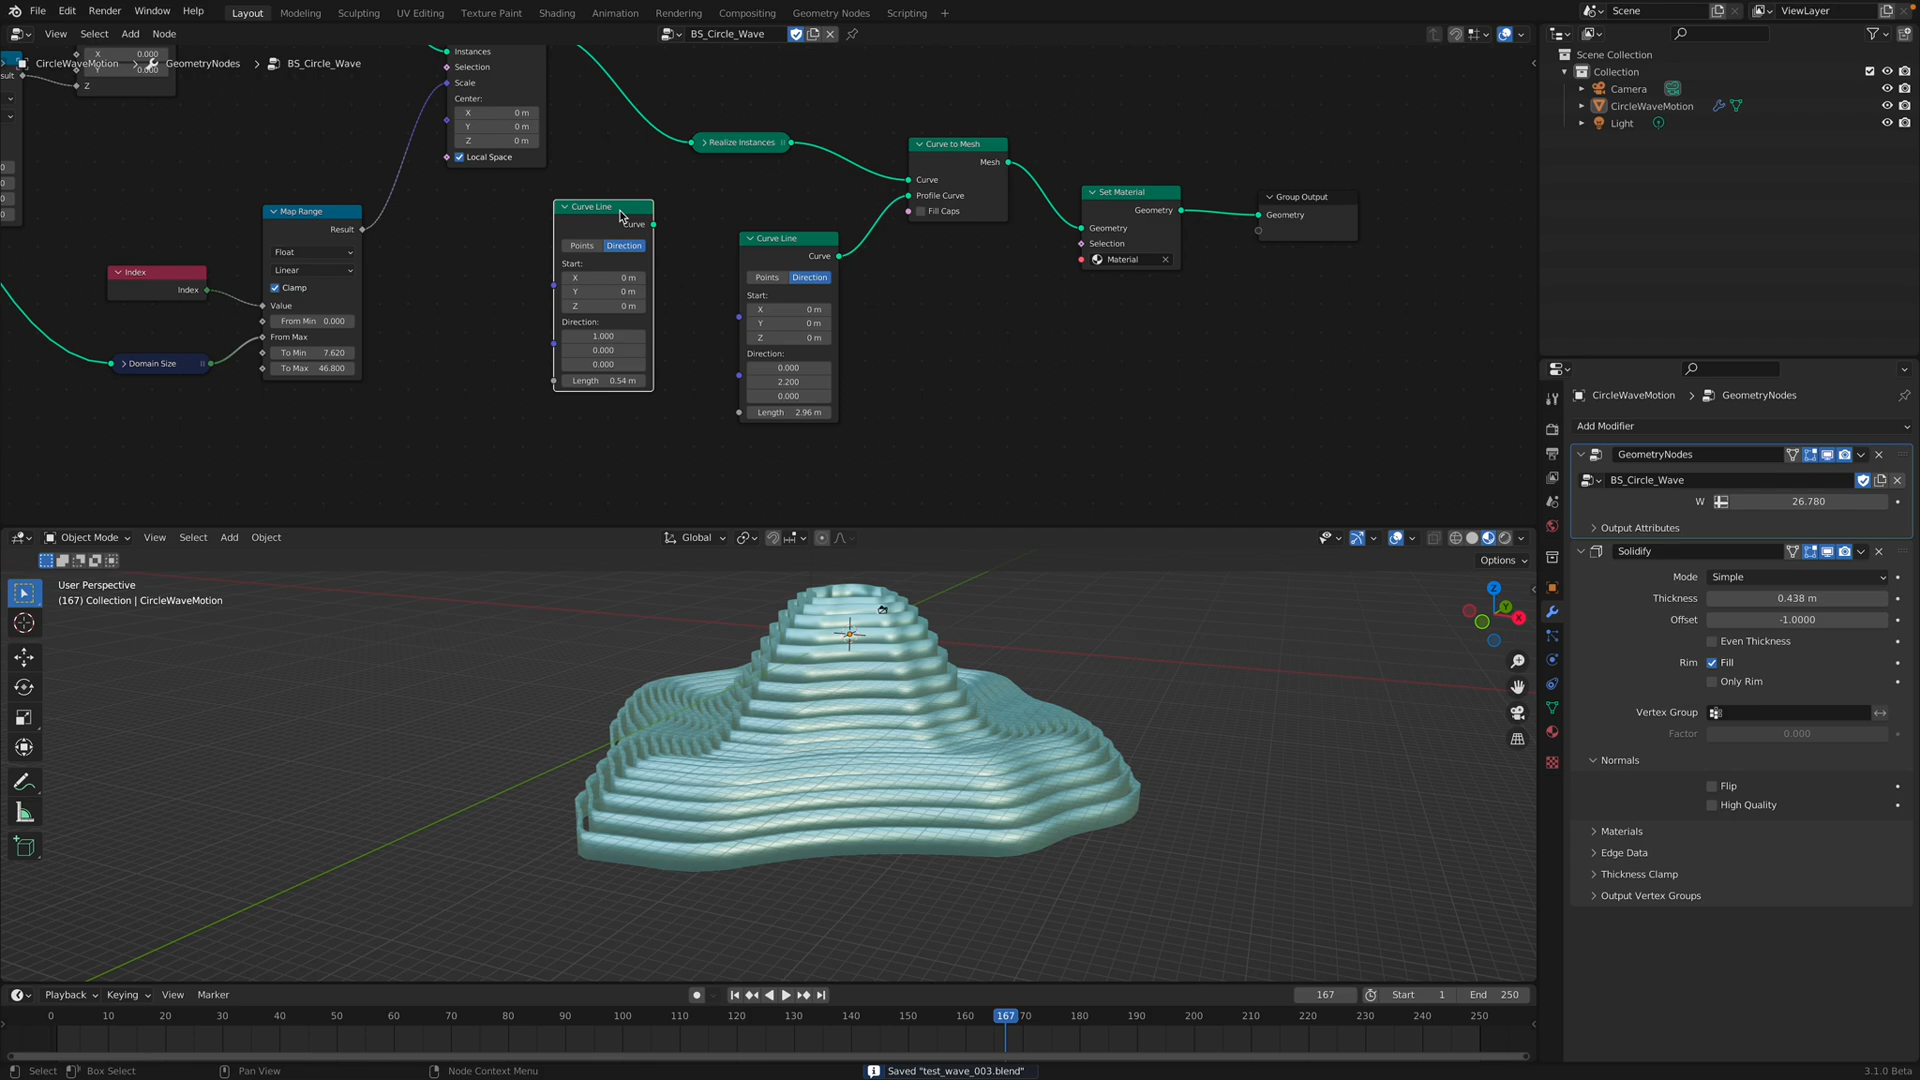 File Edit Render Window Help Layout Modeling Sculpting UV Editing Texture Paint Shading Animation Rendering Compositing Geometry Nodes Scripting + Scene ViewLayer
View Select Add Node BS_Circle_Wave
CircleWaveMotion GeometryNodes BS_Circle_Wave
X 0.000
Y 0.000
Z
Instances
Selection
Scale
Center:
X 0 m
Y 0 m
Z 0 m
Local Space
Map Range
Result
Float
Linear
Clamp
Value
From Min 0.000
From Max
To Min 7.620
To Max 46.800
Index
Index
Domain Size
Curve Line
Curve
Points Direction
Start:
X 0 m
Y 0 m
Z 0 m
Direction:
1.000
0.000
0.000
Length 0.54 m
Realize Instances
Curve Line
Curve
Points Direction
Start:
X 0 m
Y 0 m
Z 0 m
Direction:
0.000
2.200
0.000
Length 2.96 m
Curve to Mesh
Mesh
Curve
Profile Curve
Fill Caps
Set Material
Geometry
Geometry
Selection
Material
Group Output
Geometry
Scene Collection
Collection
Camera
CircleWaveMotion
Light
CircleWaveMotion GeometryNodes
Add Modifier
GeometryNodes
BS_Circle_Wave
W 26.780
Output Attributes
Solidify
Mode Simple
Thickness 0.438 m
Offset -1.0000
Even Thickness
Rim Fill
Only Rim
Vertex Group
Factor 0.000
Normals
Flip
High Quality
Materials
Edge Data
Thickness Clamp
Output Vertex Groups
Object Mode View Select Add Object Global
Options
User Perspective
(167) Collection | CircleWaveMotion
Z
Y
X
Playback Keying View Marker 167 Start 1 End 250
0 10 20 30 40 50 60 70 80 90 100 110 120 130 140 150 160 167 70 180 190 200 210 220 230 240 250
Select Box Select Pan View Node Context Menu Saved "test_wave_003.blend" 3.1.0 Beta